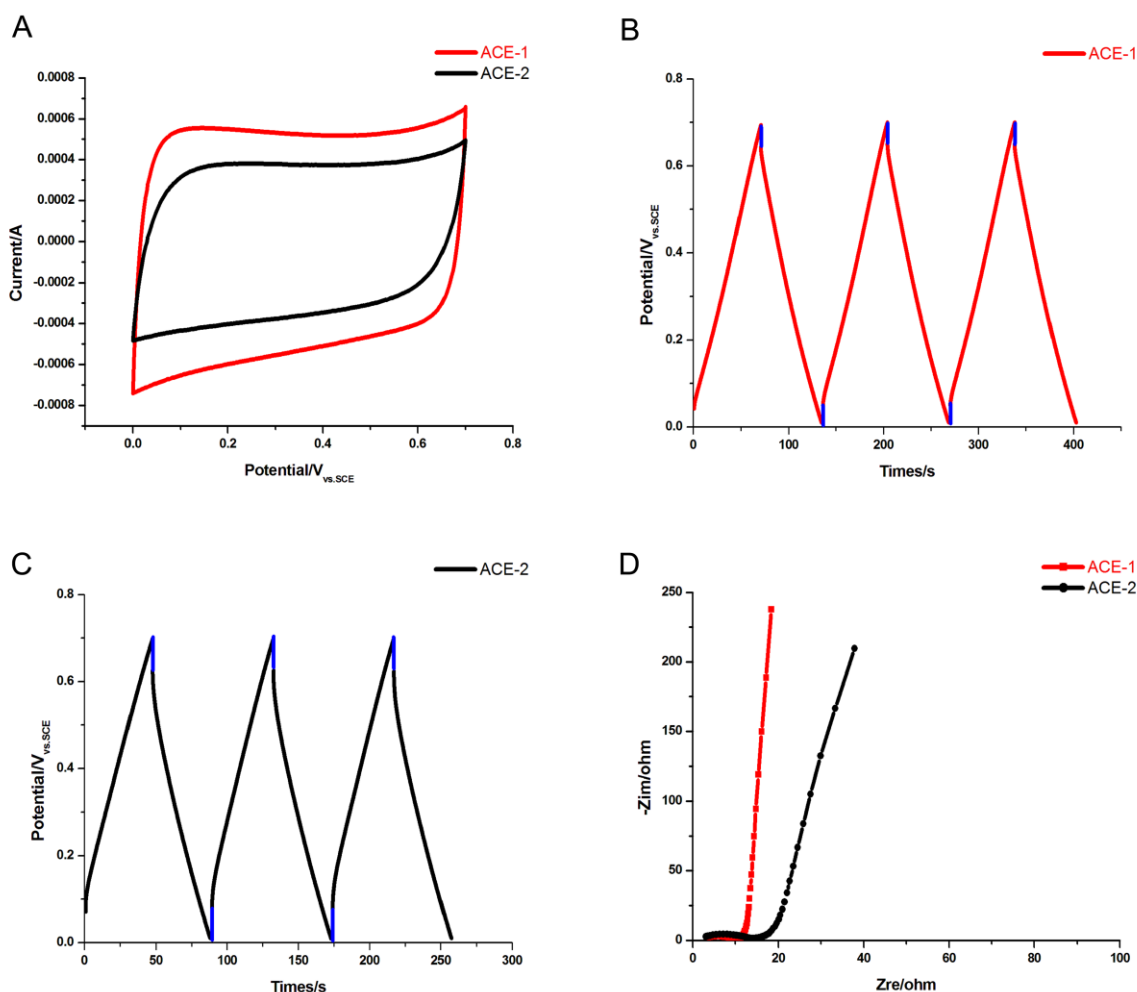 A
ACE-1
ACE-2
0.0008
0.0006
0.0004
0.0002
0.0000
-0.0002
-0.0004
-0.0006
-0.0008
Current/A
0.0
0.2
0.4
0.6
0.8
Potential/Vvs.SCE
B
ACE-1
0.8
0.6
0.4
0.2
0.0
Potential/Vvs.SCE
0
100
200
300
400
Times/s
C
ACE-2
0.8
0.6
0.4
0.2
0.0
Potential/Vvs.SCE
0
50
100
150
200
250
300
Times/s
D
ACE-1
ACE-2
250
200
150
100
50
0
-Zim/ohm
0
20
40
60
80
100
Zre/ohm